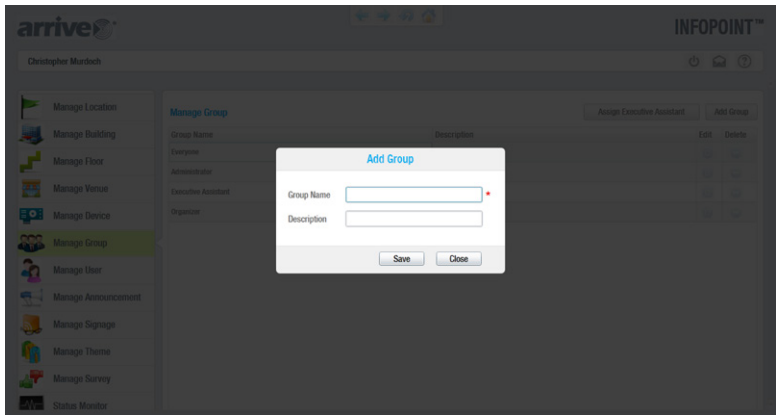 arrive
INFOPOINT™
Christopher Murdoch
Manage Location
Manage Building
Manage Floor
Manage Venue
Manage Device
Manage Group
Manage User
Manage Announcement
Manage Signage
Manage Theme
Manage Survey
Status Monitor
Manage Group
Assign Executive Assistant
Add Group
Group Name Description Edit Delete
Everyone
Administrator
Executive Assistant
Organizer
Add Group
Group Name *
Description
Save Close